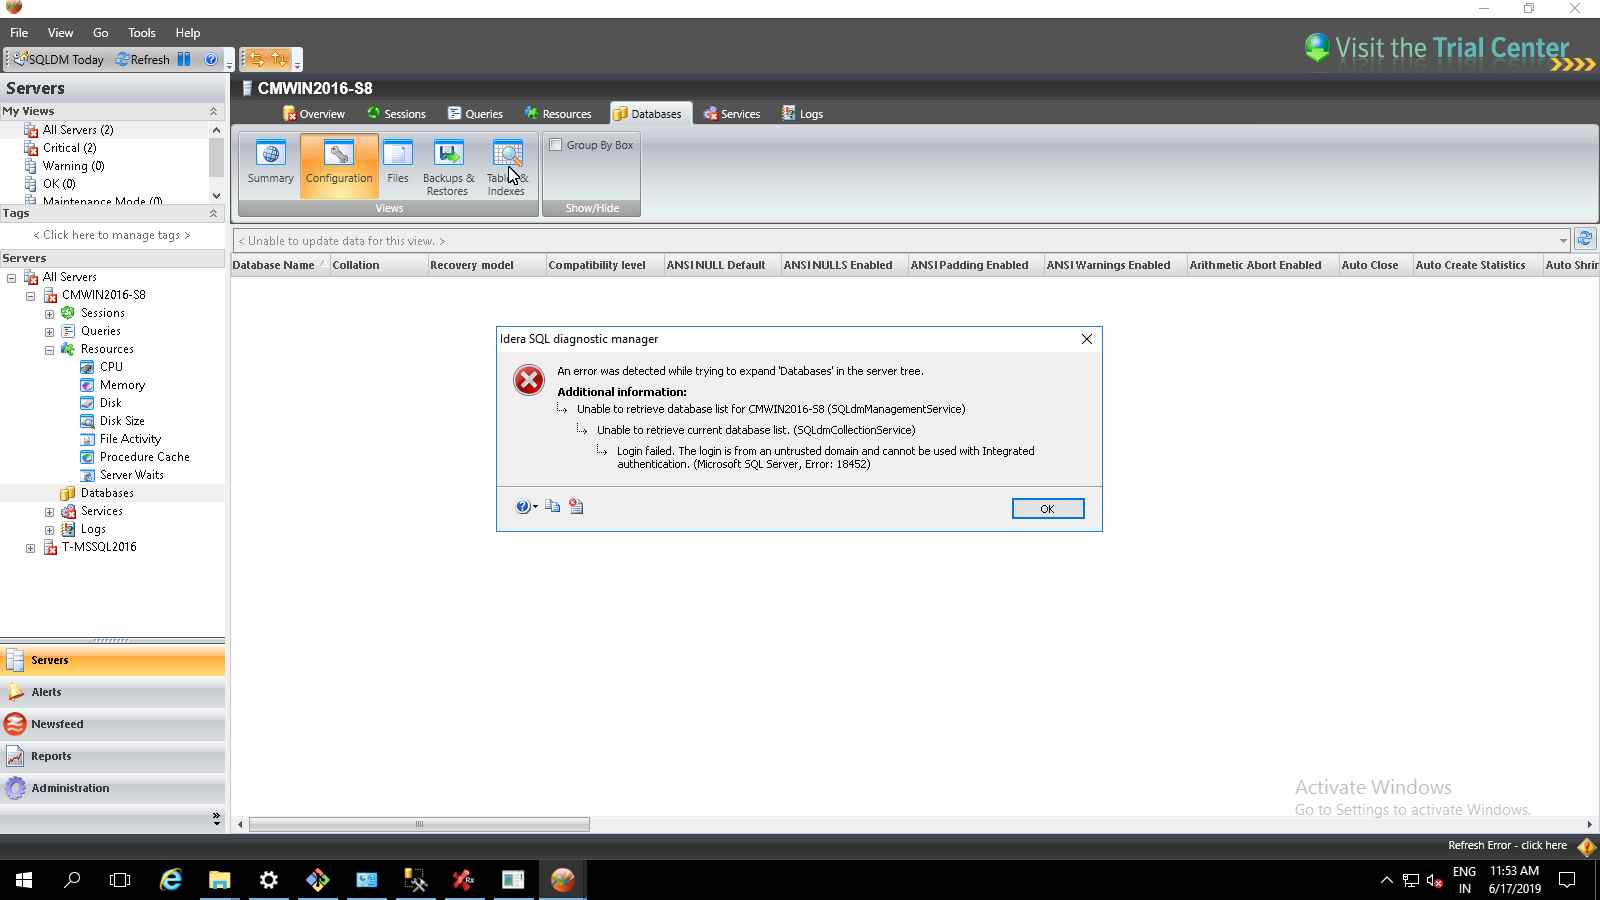 File View Go Tools Help
SQLDM Today Refresh
Visit the Trial Center
Servers
CMWIN2016-S8
My Views
All Servers (2)
Critical (2)
Warning (0)
OK (0)
Maintenance Mode (0)
Overview Sessions Queries Resources Databases Services Logs
Summary Configuration Files Backups & Restores Tables & Indexes
Views
Group By Box
Show/Hide
Tags
< Click here to manage tags >
< Unable to update data for this view. >
Servers
Database Name Collation Recovery model Compatibility level ANSI NULL Default ANSI NULLS Enabled ANSI Padding Enabled ANSI Warnings Enabled Arithmetic Abort Enabled Auto Close Auto Create Statistics Auto Shrin
All Servers
CMWIN2016-S8
Sessions
Queries
Resources
CPU
Memory
Disk
Disk Size
File Activity
Procedure Cache
Server Waits
Databases
Services
Logs
T-MSSQL2016
Idera SQL diagnostic manager
An error was detected while trying to expand 'Databases' in the server tree.
Additional information:
Unable to retrieve database list for CMWIN2016-S8 (SQLdmManagementService)
Unable to retrieve current database list. (SQLdmCollectionService)
Login failed. The login is from an untrusted domain and cannot be used with Integrated
authentication. (Microsoft SQL Server, Error: 18452)
OK
Servers
Alerts
Newsfeed
Reports
Administration
Activate Windows
Go to Settings to activate Windows.
Refresh Error - click here
ENG
IN
11:53 AM
6/17/2019